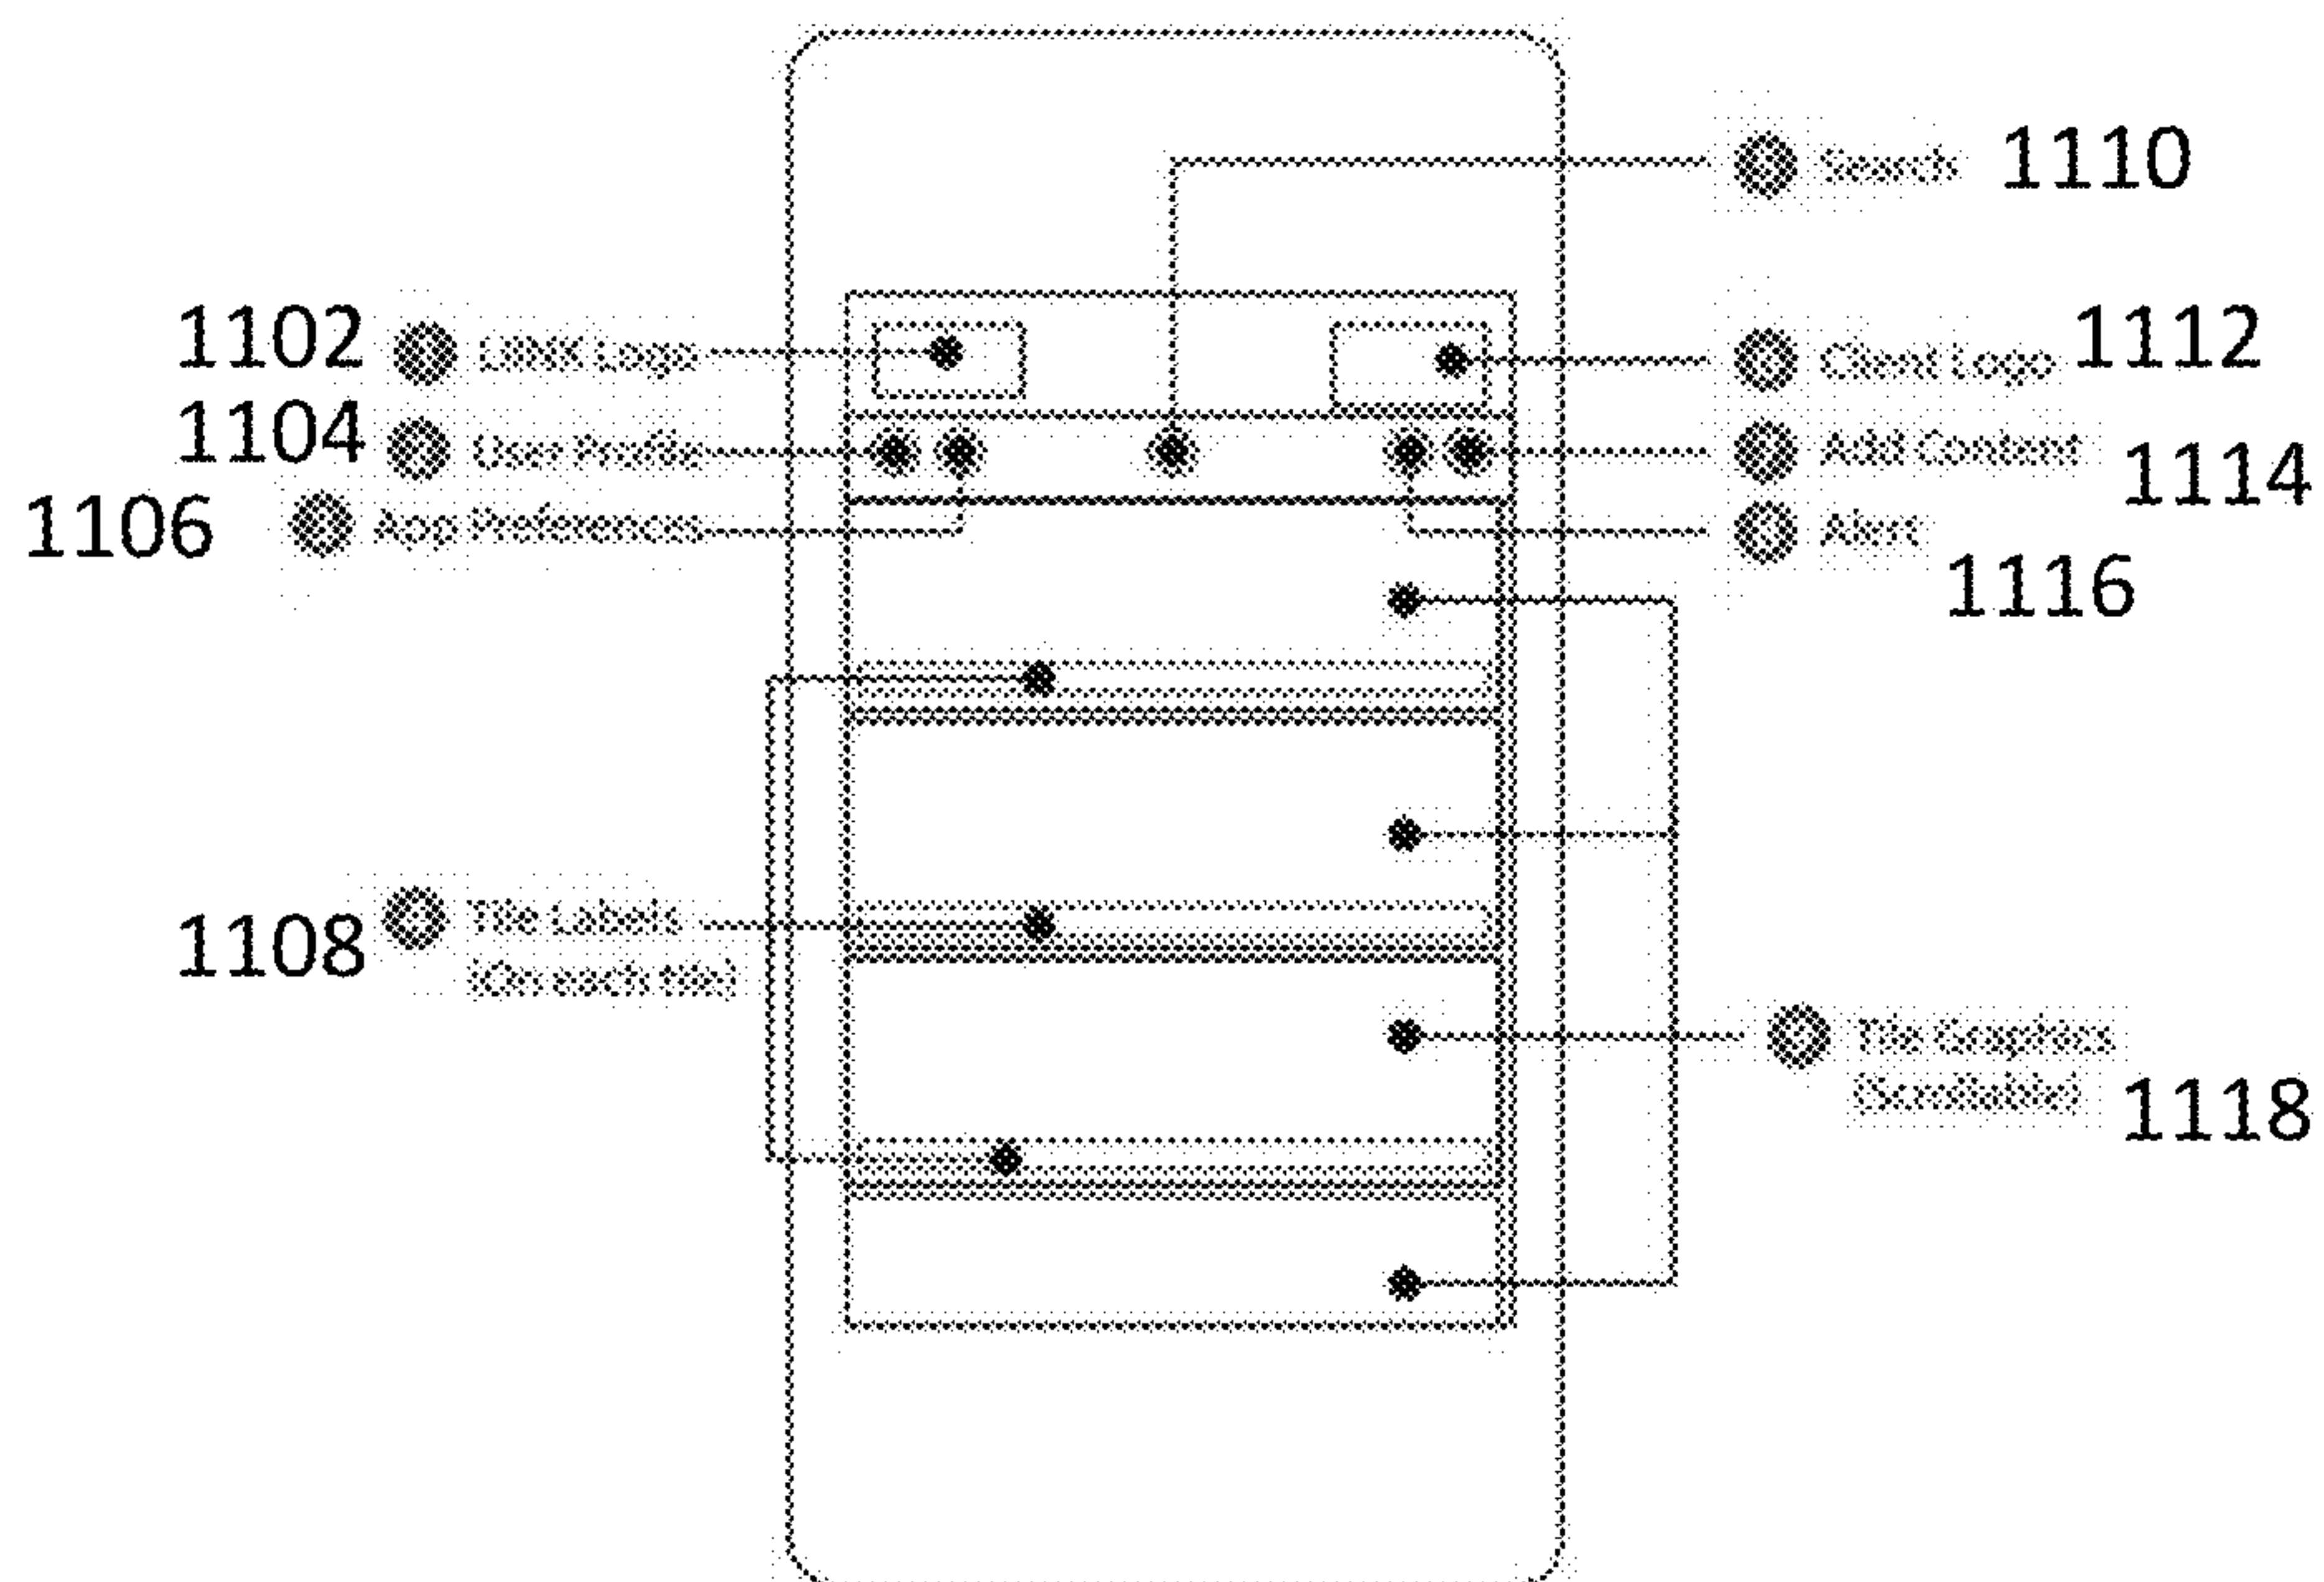 Search 1110
1102 Logo
Client Logo 1112
1104 User Profile
Add Content 1114
1106 App Preferences
Alert 1116
1108 Tile Labels
(On each tile)
Tile Graphics
(Scrollable) 1118